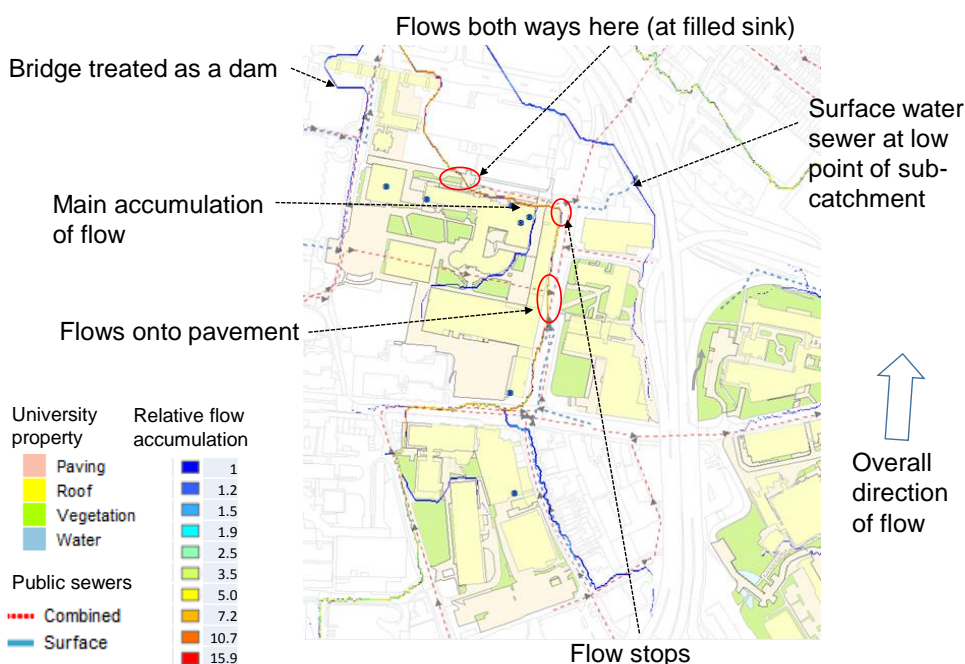 Flows both ways here (at filled sink)
Bridge treated as a dam
Surface water
sewer at low
point of sub-
catchment
Main accumulation
of flow
Flows onto pavement
University
property
Paving
Roof
Vegetation
Water
Public sewers
Combined
Surface
Relative flow
accumulation
1
1.2
1.5
1.9
2.5
3.5
5.0
7.2
10.7
15.9
Overall
direction
of flow
Flow stops